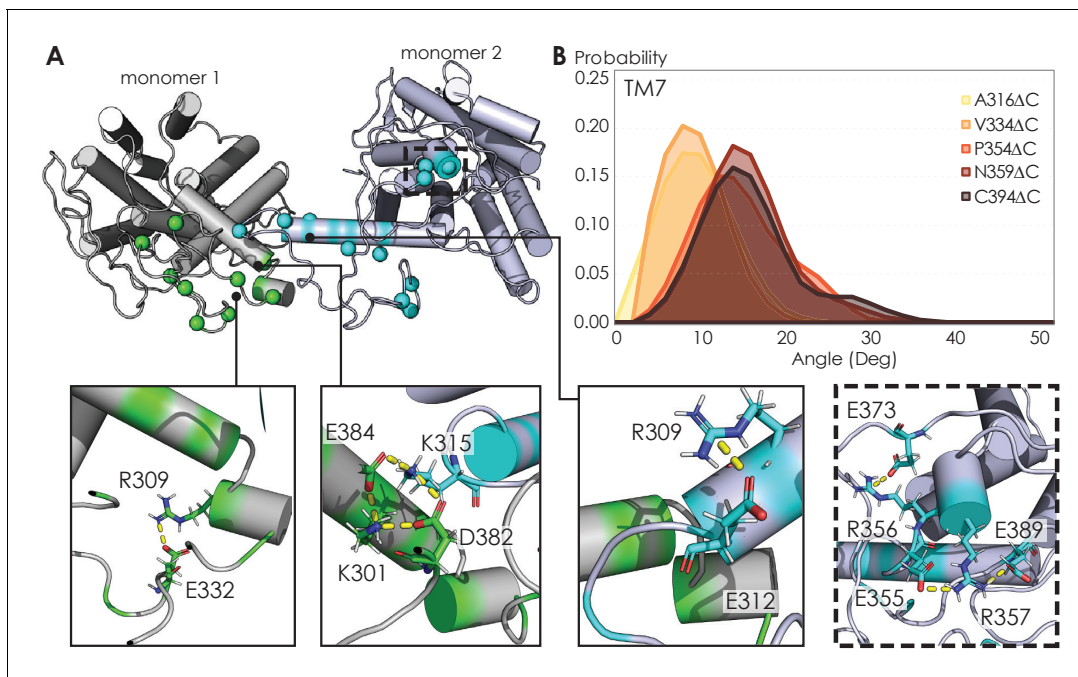 A
monomer 1
monomer 2
B Probability
0.25
0.20
0.15
0.10
0.05
0.00
TM7
A316ΔC
V334ΔC
P354ΔC
N359ΔC
C394ΔC
0 10 20 30 40 50
Angle (Deg)
R309
E332
E384
K315
D382
K301
R309
E312
E373
R356
E389
E355
R357